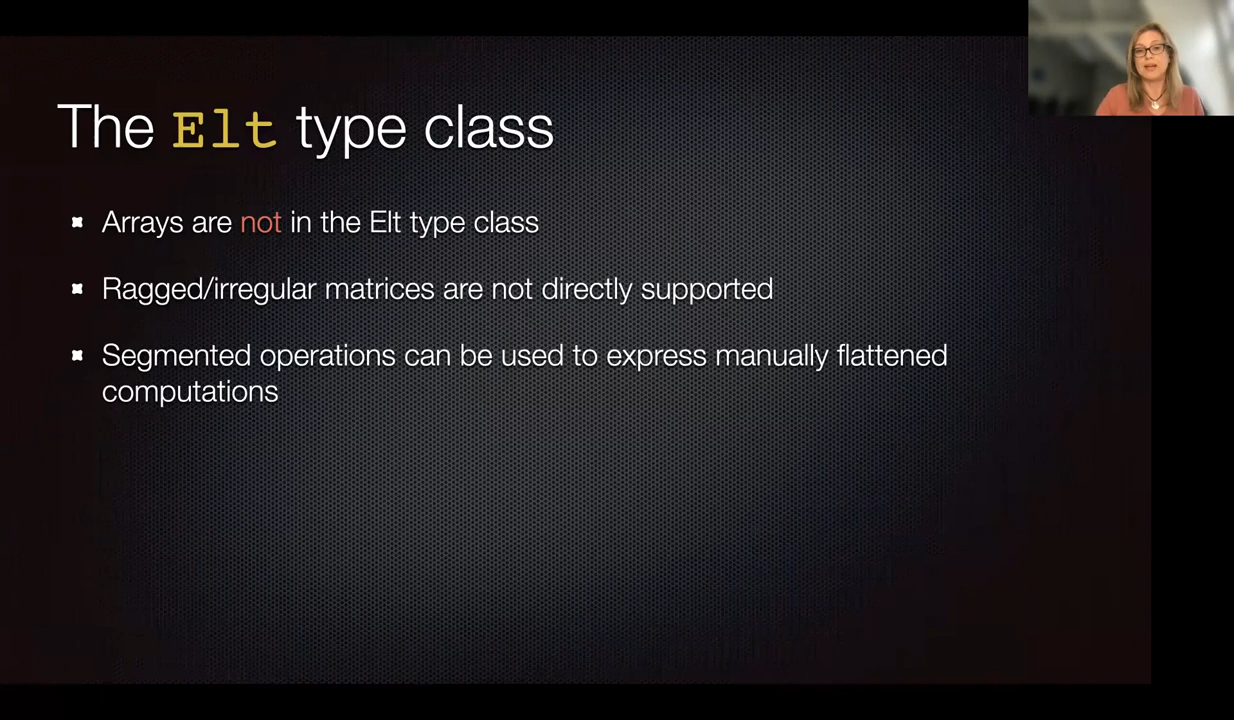 The Elt type class
Arrays are not in the Elt type class
Ragged/irregular matrices are not directly supported
Segmented operations can be used to express manually flattened
computations